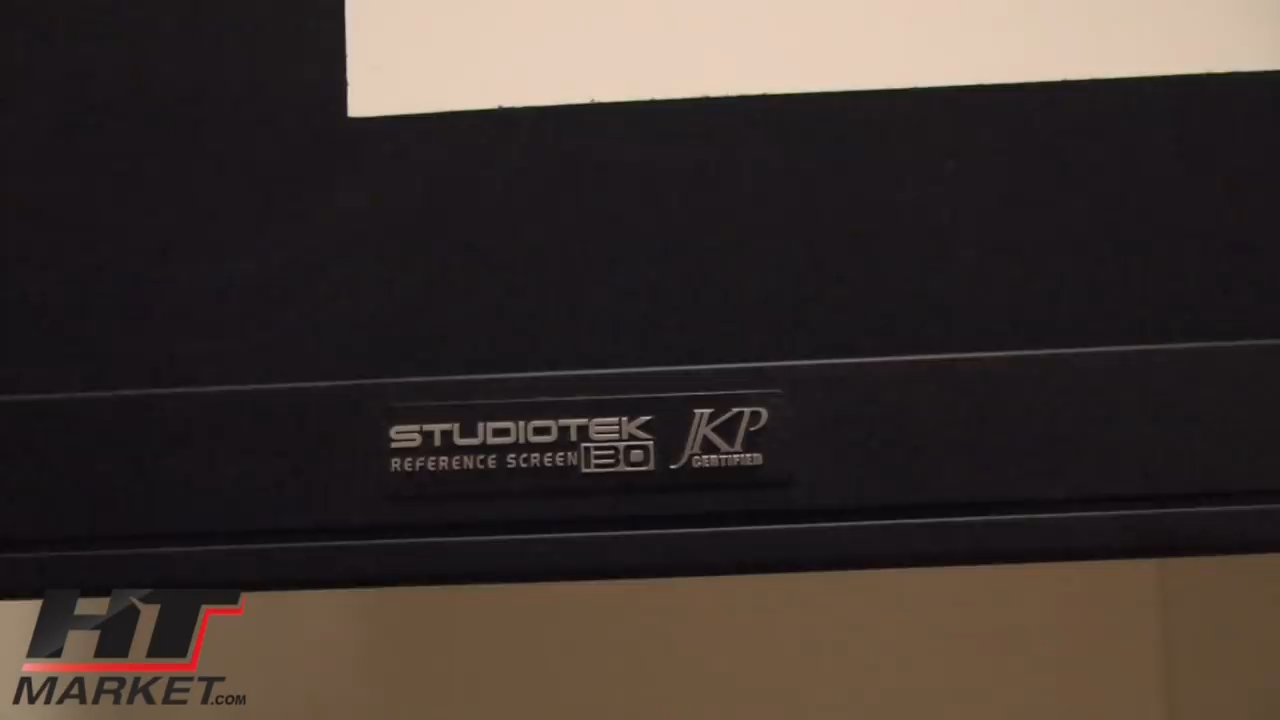 STUDIOTEK
REFERENCE SCREEN 130
JKP
CERTIFIED
HT
MARKET.COM